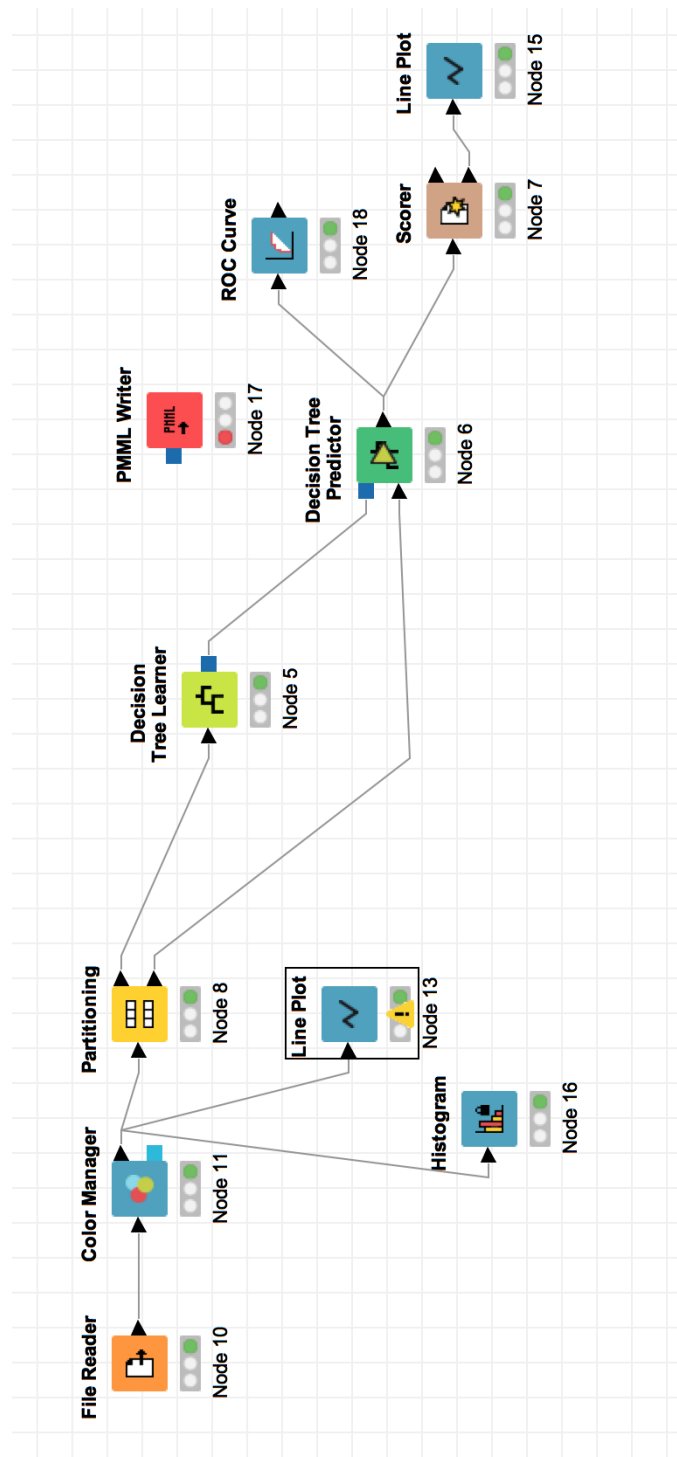 File Reader
Node 10
Color Manager
Node 11
Partitioning
Node 8
Line Plot
Node 13
Histogram
Node 16
Decision
Tree Learner
Node 5
PMML Writer
PMML
Node 17
Decision Tree
Predictor
Node 6
ROC Curve
Node 18
Scorer
Node 7
Line Plot
Node 15